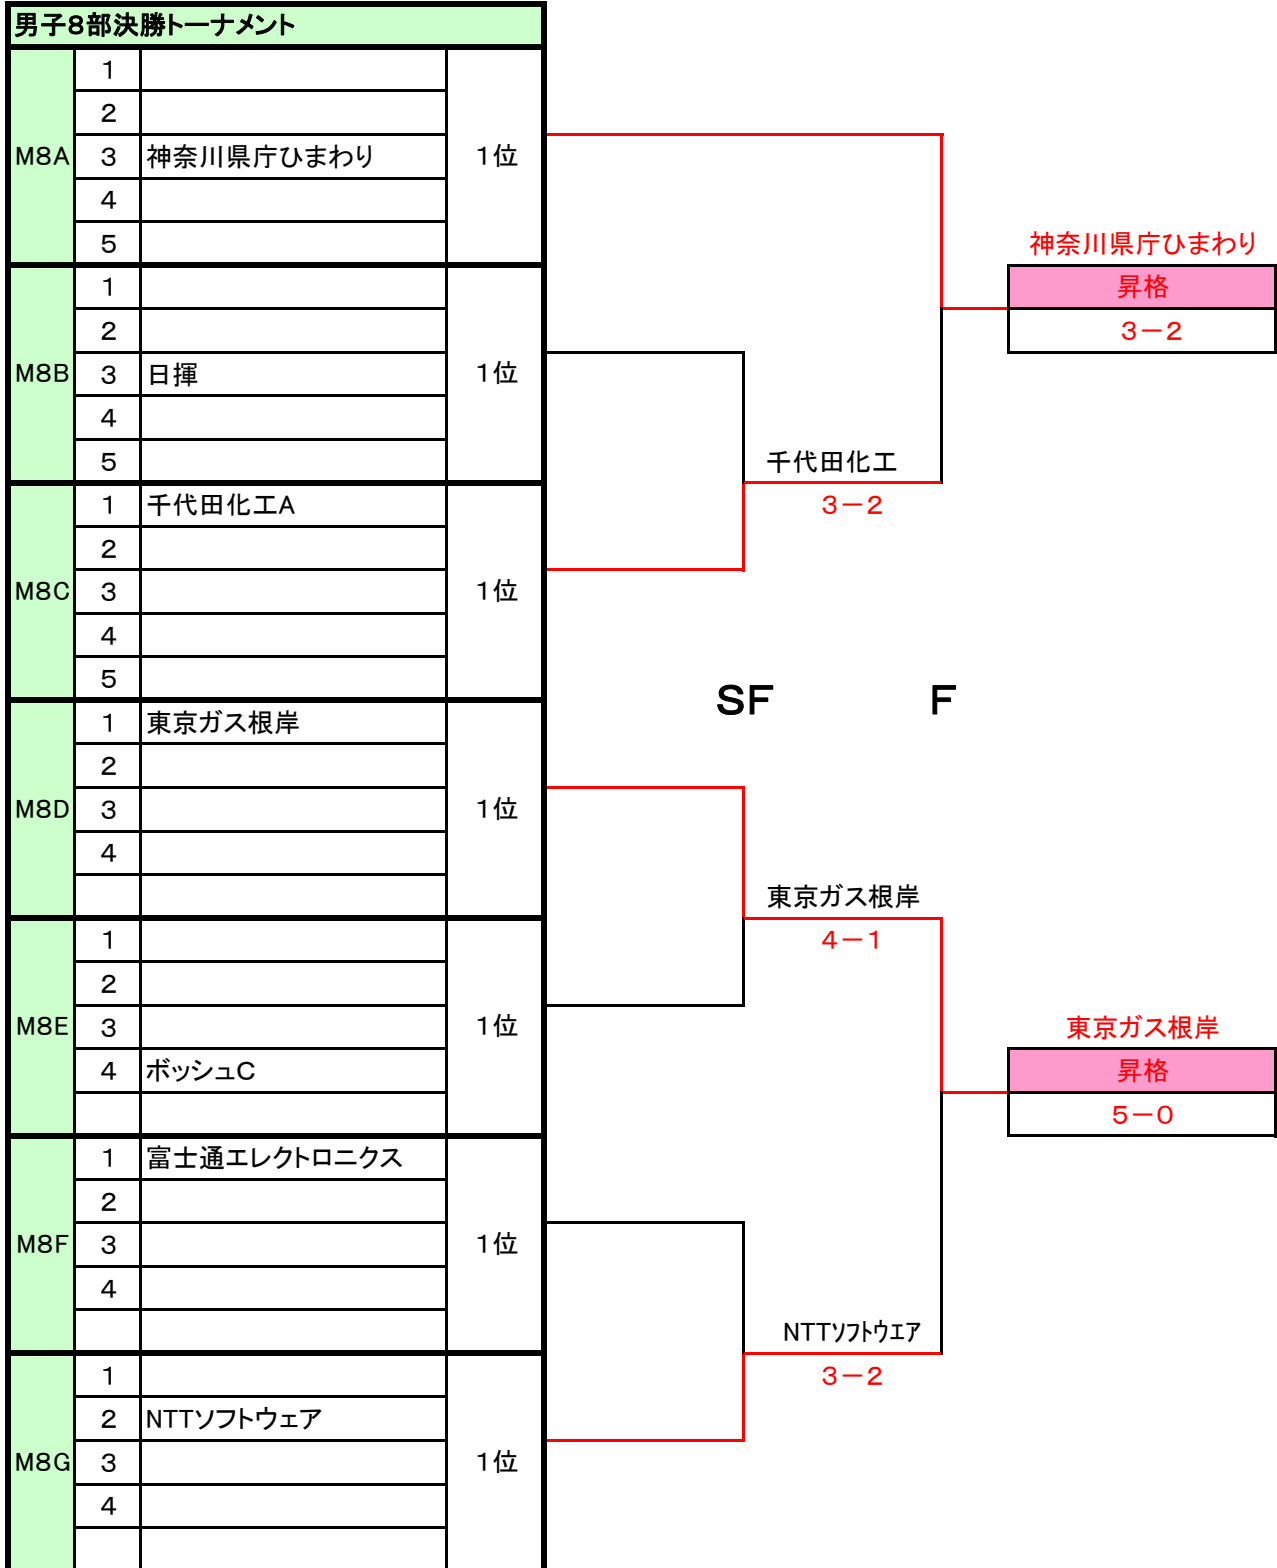 男子8部決勝トーナメント
M8A
1
2
3 神奈川県庁ひまわり
4
5
1位
M8B
1
2
3 日揮
4
5
1位
M8C
1 千代田化工A
2
3
4
5
1位
M8D
1 東京ガス根岸
2
3
4
1位
M8E
1
2
3
4 ボッシュC
1位
M8F
1 富士通エレクトロニクス
2
3
4
1位
M8G
1
2 NTTソフトウェア
3
4
1位
千代田化工
3-2
SF F
東京ガス根岸
4-1
NTTソフトウエア
3-2
神奈川県庁ひまわり
昇格
3-2
東京ガス根岸
昇格
5-0